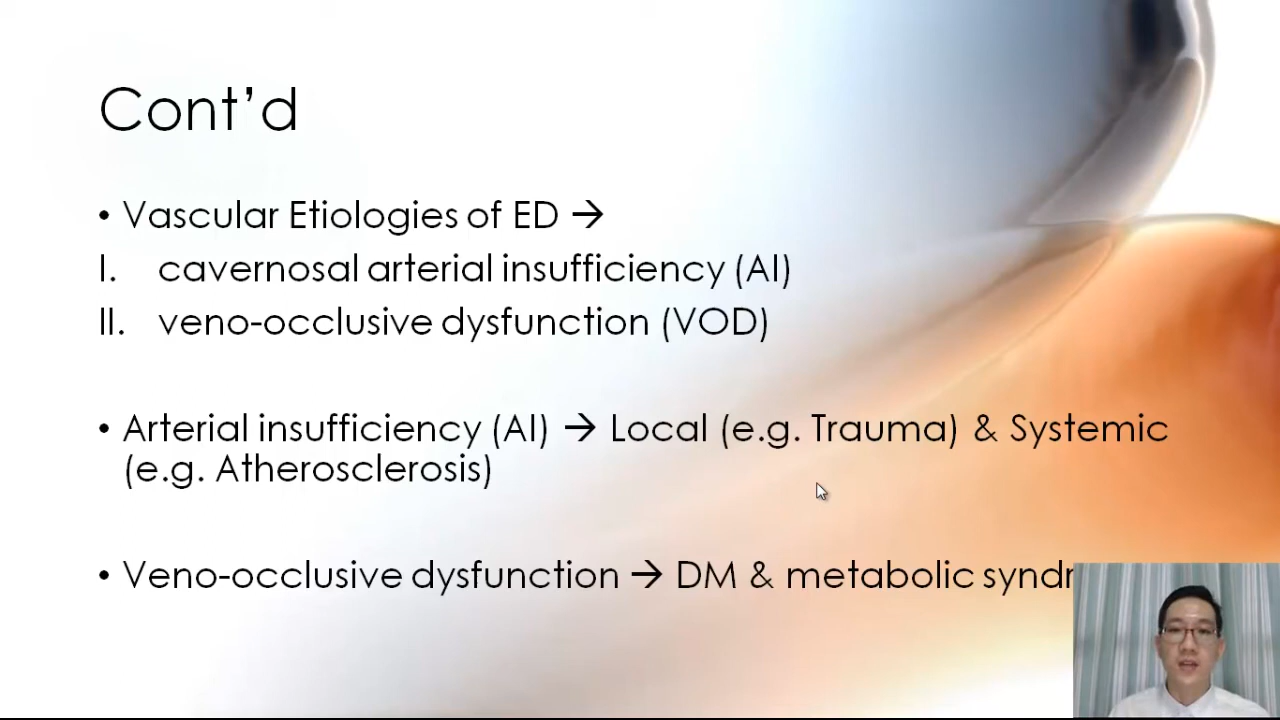 Cont’d
• Vascular Etiologies of ED →
I. cavernosal arterial insufficiency (AI)
II. veno-occlusive dysfunction (VOD)
• Arterial insufficiency (AI) → Local (e.g. Trauma) & Systemic
(e.g. Atherosclerosis)
• Veno-occlusive dysfunction → DM & metabolic